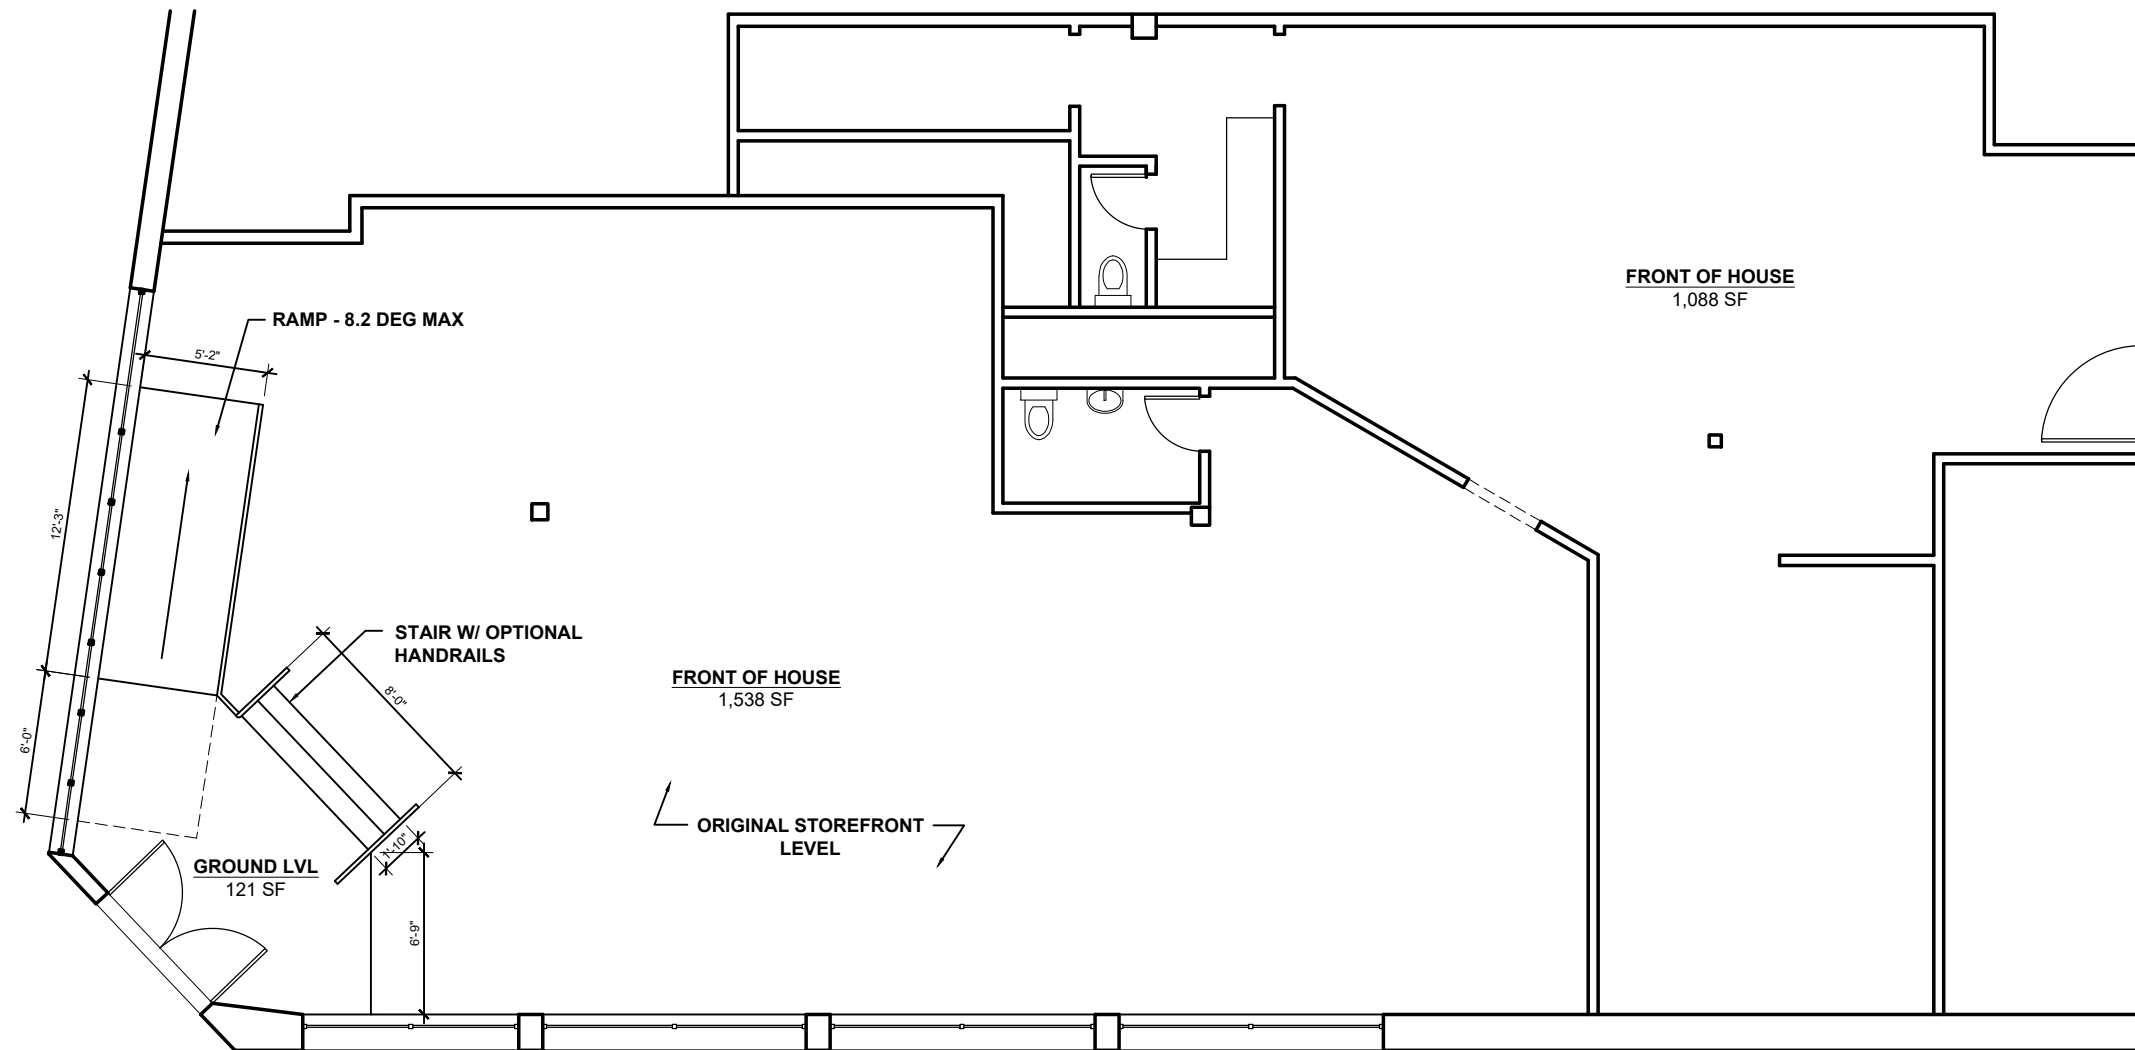 FRONT OF HOUSE
1,088 SF
RAMP - 8.2 DEG MAX
5'-2"
12'-3"
STAIR W/ OPTIONAL
HANDRAILS
8'-0"
FRONT OF HOUSE
1,538 SF
6'-0"
ORIGINAL STOREFRONT
LEVEL
1'-10"
GROUND LVL
121 SF
6'-9"